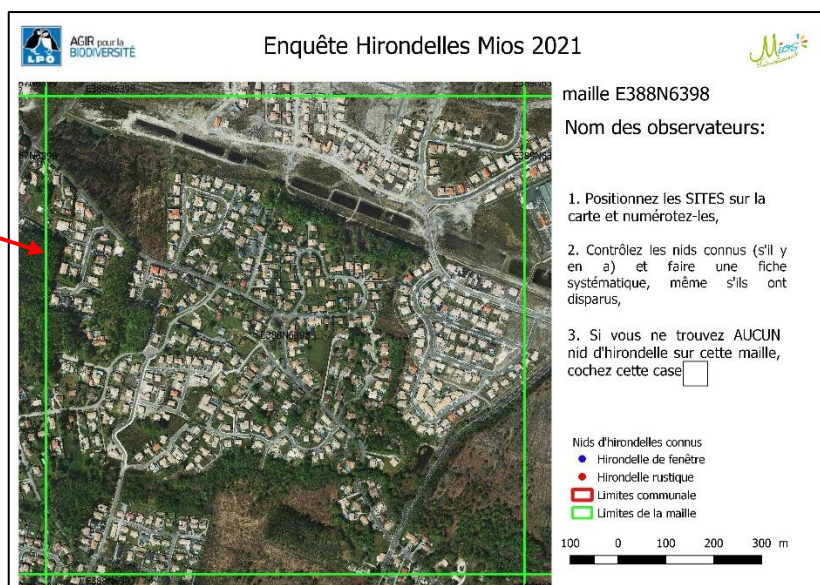 LPO
AGIR pour la
BIODIVERSITÉ
Enquête Hirondelles Mios 2021
Mios
E388N6399
maille E388N6398
Nom des observateurs:
1. Positionnez les SITES sur la
carte et numérotez-les,
2. Contrôlez les nids connus (s'il y
en a) et faire une fiche
systématique, même s'ils ont
disparus,
3. Si vous ne trouvez AUCUN
nid d'hirondelle sur cette maille,
cochez cette case
Nids d'hirondelles connus
Hirondelle de fenêtre
Hirondelle rustique
Limites communale
Limites de la maille
100 0 100 200 300 m